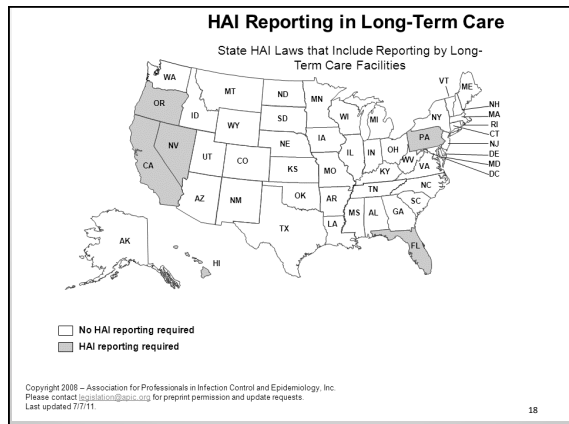 HAI Reporting in Long-Term Care
State HAI Laws that Include Reporting by Long-
Term Care Facilities
WA
MT
ND
MN
VT
ME
OR
ID
SD
WI
MI
NY
NH
MA
RI
CT
NJ
DE
MD
DC
WY
IA
PA
NV
NE
IL
IN
OH
UT
CO
WV
VA
CA
KS
MO
KY
NC
TN
AZ
NM
OK
AR
SC
MS
AL
GA
TX
LA
FL
AK
HI
No HAI reporting required
HAI reporting required
Copyright 2008 – Association for Professionals in Infection Control and Epidemiology, Inc.
Please contact legislation@apic.org for preprint permission and update requests.
Last updated 7/7/11.
18